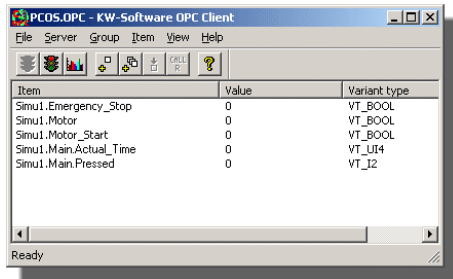 PCOS.OPC - KW-Software OPC Client
File Server Group Item View Help
CALL
R
Item Value Variant type
Simu1.Emergency_Stop 0 VT_BOOL
Simu1.Motor 0 VT_BOOL
Simu1.Motor_Start 0 VT_BOOL
Simu1.Main.Actual_Time 0 VT_UI4
Simu1.Main.Pressed 0 VT_I2
Ready